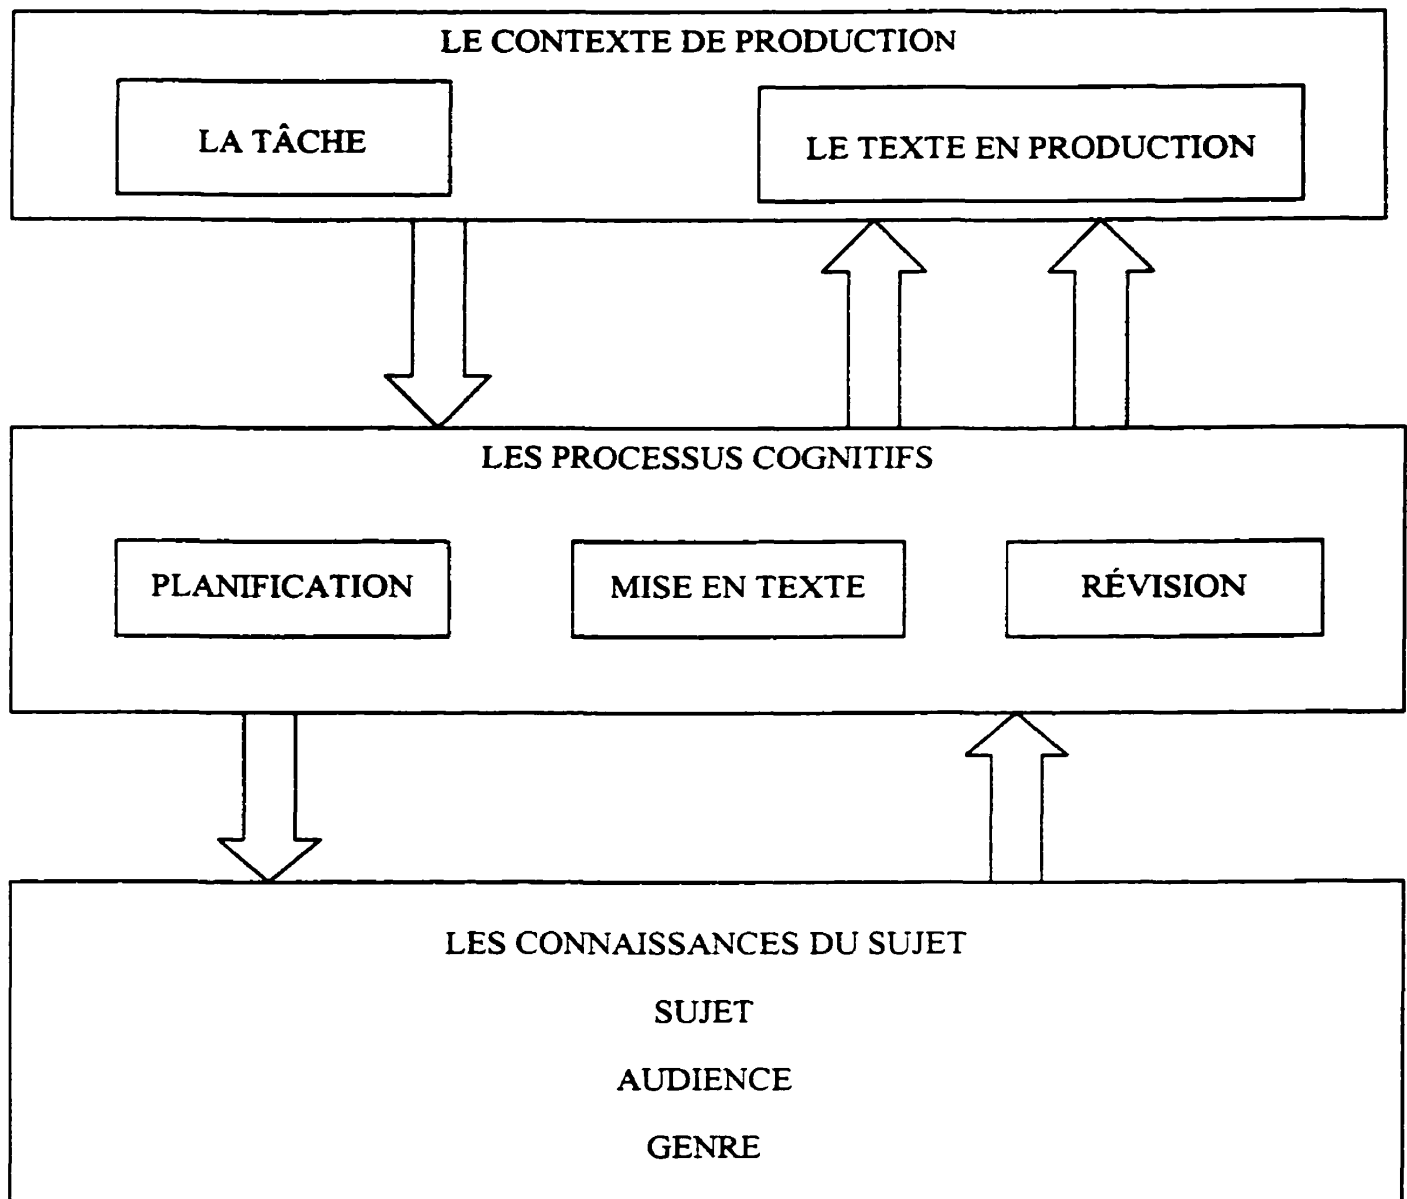 LE CONTEXTE DE PRODUCTION
LA TÂCHE
LE TEXTE EN PRODUCTION
LES PROCESSUS COGNITIFS
PLANIFICATION
MISE EN TEXTE
RÉVISION
LES CONNAISSANCES DU SUJET
SUJET
AUDIENCE
GENRE